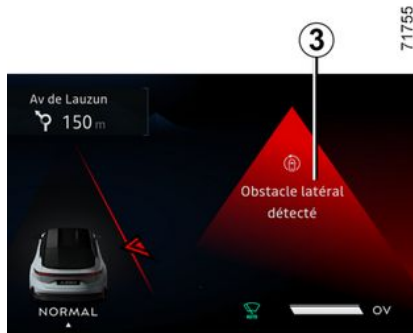 71755
3
Av de Lauzun
150 m
Obstacle latéral
détecté
NORMAL
OV